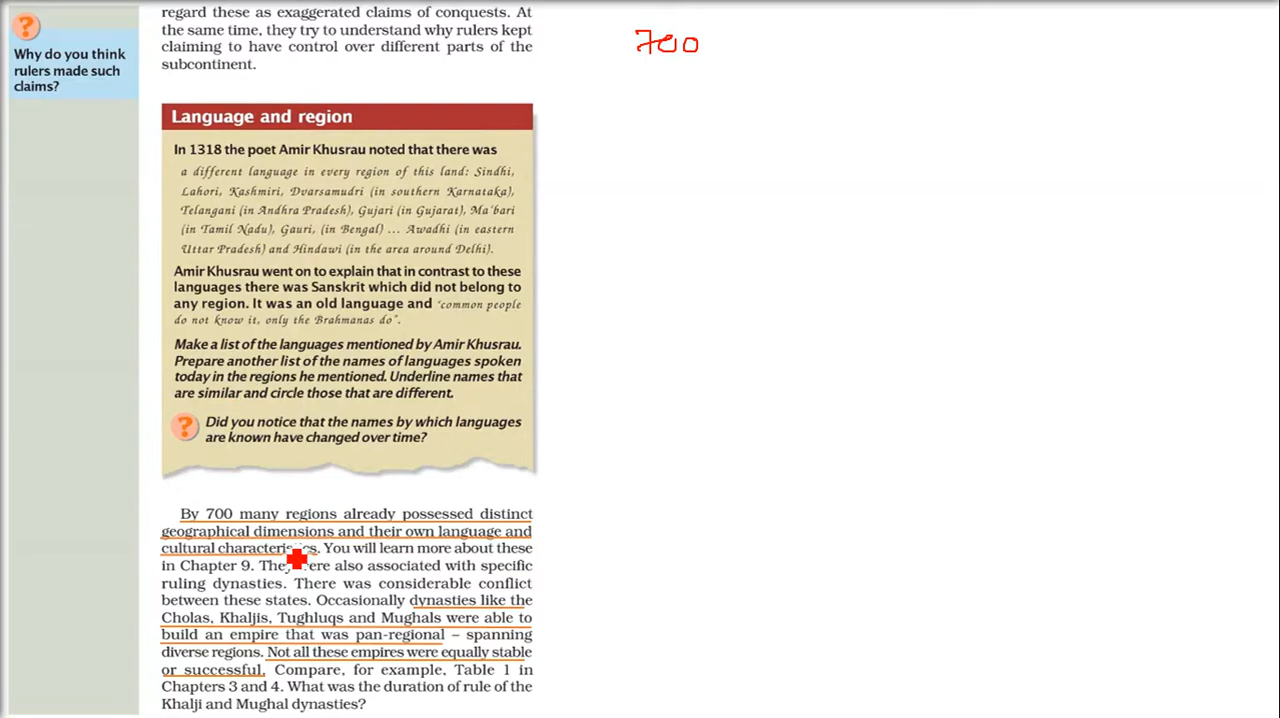 regard these as exaggerated claims of conquests. At
the same time, they try to understand why rulers kept
claiming to have control over different parts of the
subcontinent.
700
?
Why do you think
rulers made such
claims?
Language and region
In 1318 the poet Amir Khusrau noted that there was
a different language in every region of this land: Sindhi,
Lahori, Kashmiri, Dvarsamudri (in southern Karnataka),
Telangani (in Andhra Pradesh), Gujari (in Gujarat), Ma'bari
(in Tamil Nadu), Gauri, (in Bengal) ... Awadhi (in eastern
Uttar Pradesh) and Hindawi (in the area around Delhi).
Amir Khusrau went on to explain that in contrast to these
languages there was Sanskrit which did not belong to
any region. It was an old language and "common people
do not know it, only the Brahmanas do".
Make a list of the languages mentioned by Amir Khusrau.
Prepare another list of the names of languages spoken
today in the regions he mentioned. Underline names that
are similar and circle those that are different.
? Did you notice that the names by which languages
are known have changed over time?
By 700 many regions already possessed distinct
geographical dimensions and their own language and
cultural characteristics. You will learn more about these
in Chapter 9. They were also associated with specific
ruling dynasties. There was considerable conflict
between these states. Occasionally dynasties like the
Cholas, Khaljis, Tughluqs and Mughals were able to
build an empire that was pan-regional – spanning
diverse regions. Not all these empires were equally stable
or successful. Compare, for example, Table 1 in
Chapters 3 and 4. What was the duration of rule of the
Khalji and Mughal dynasties?